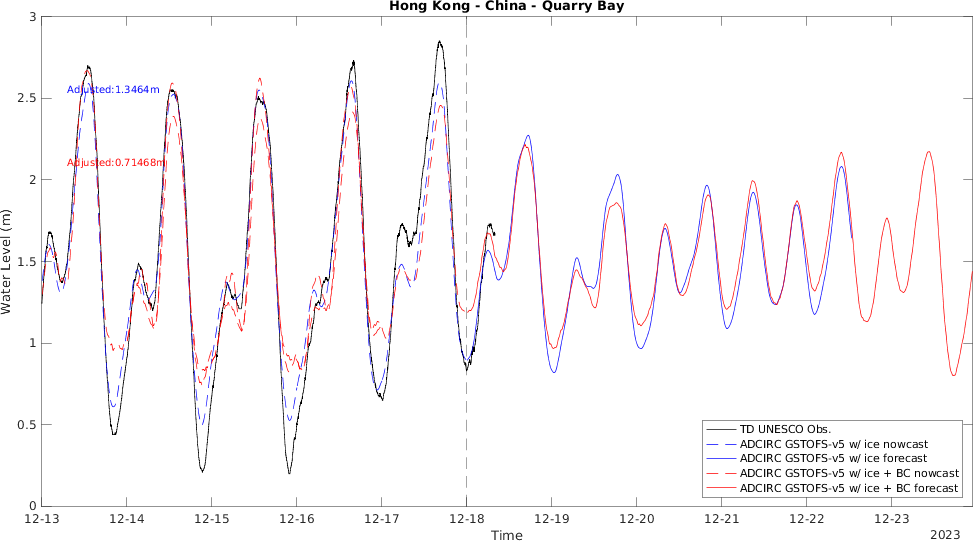 Hong Kong - China - Quarry Bay
Water Level (m)
3
2.5
2
1.5
1
0.5
0
Adjusted:1.3464m
Adjusted:0.71468m
TD UNESCO Obs.
ADCIRC GSTOFS-v5 w/ ice nowcast
ADCIRC GSTOFS-v5 w/ ice forecast
ADCIRC GSTOFS-v5 w/ ice + BC nowcast
ADCIRC GSTOFS-v5 w/ ice + BC forecast
12-13 12-14 12-15 12-16 12-17 12-18 12-19 12-20 12-21 12-22 12-23
Time
2023